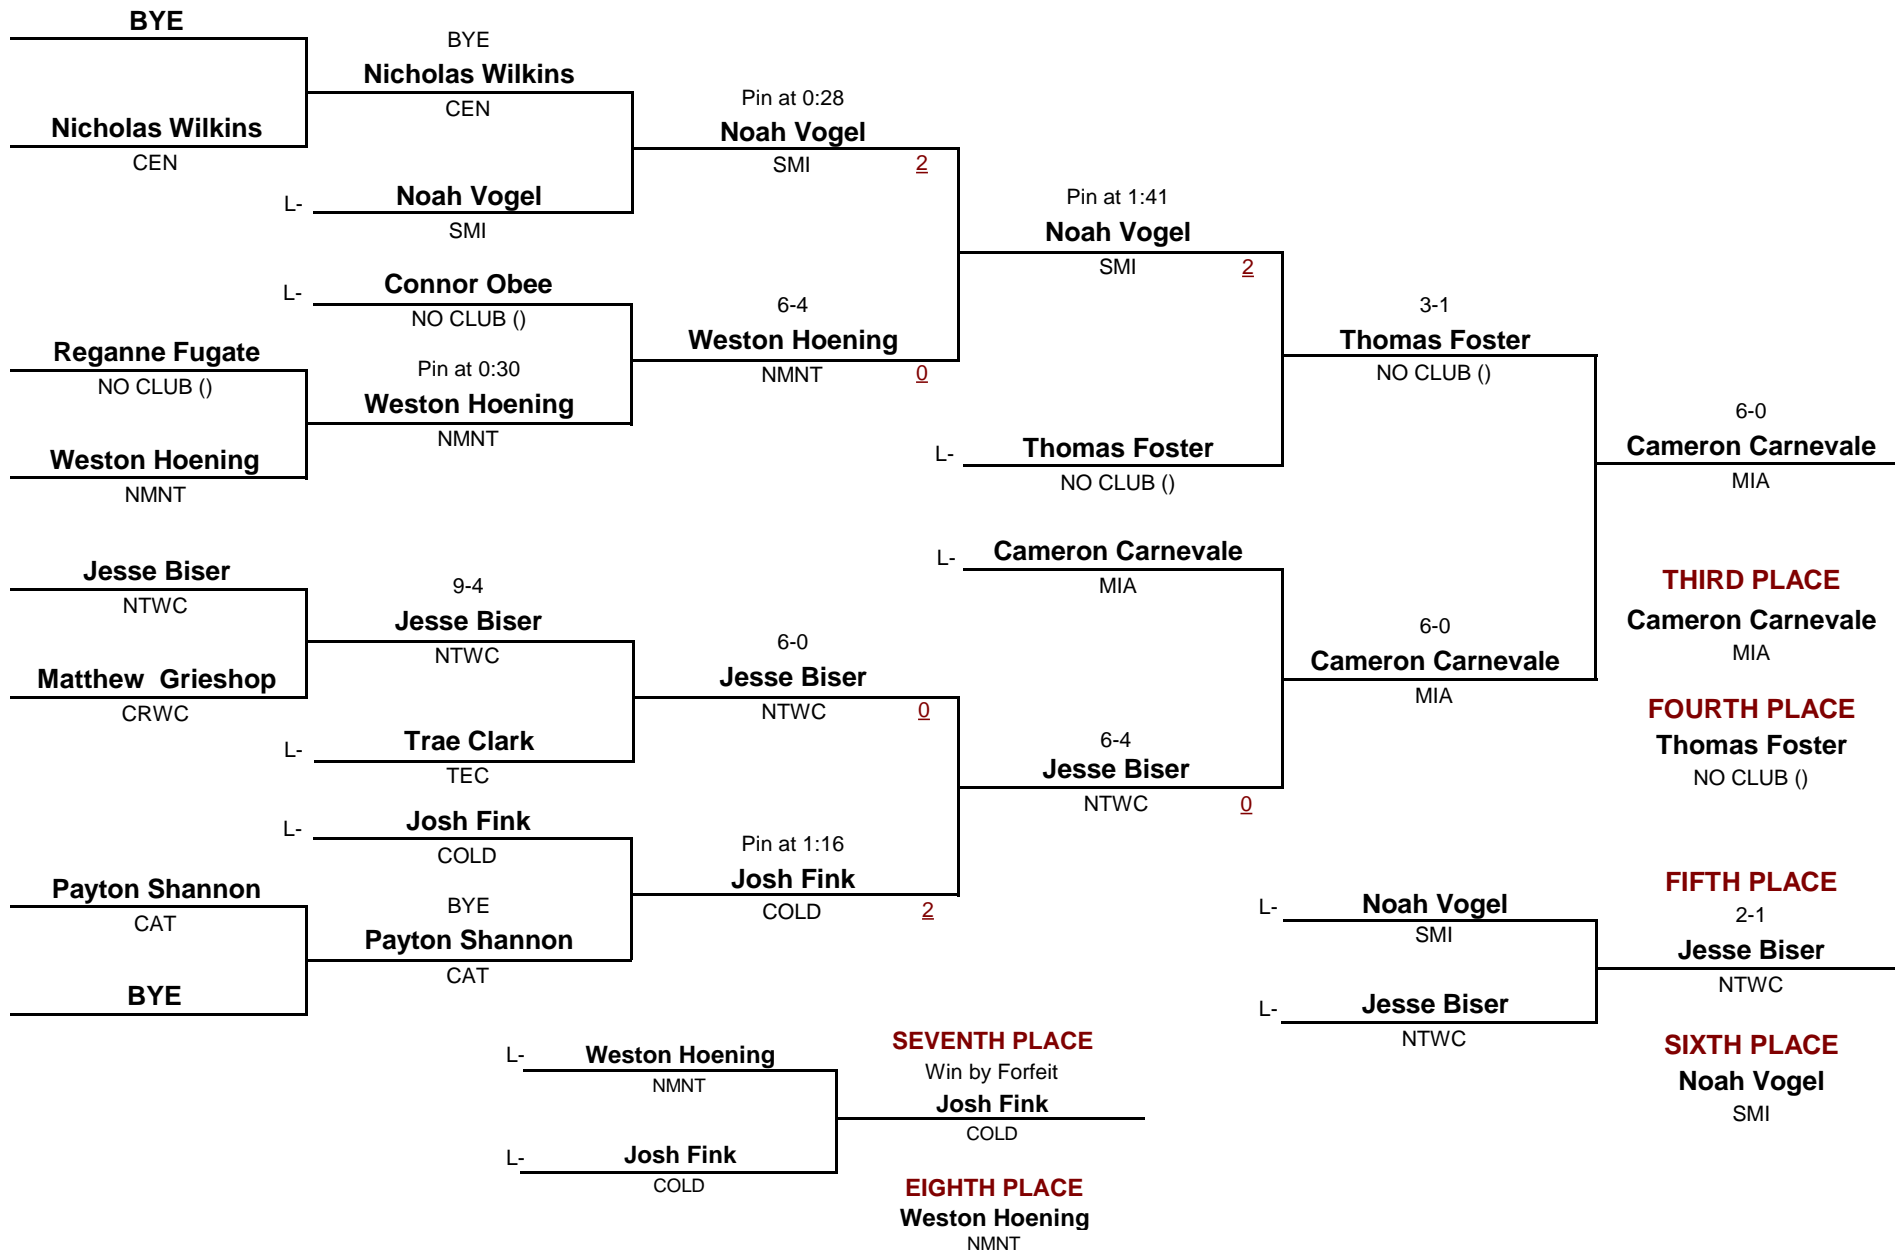 BYE
BYE
Nicholas Wilkins
CEN
Nicholas Wilkins
CEN
Pin at 0:28
Noah Vogel
SMI 2
L- Noah Vogel
SMI
Pin at 1:41
Noah Vogel
SMI 2
L- Connor Obee
NO CLUB ()
6-4
Weston Hoening
NMNT 0
3-1
Thomas Foster
NO CLUB ()
Reganne Fugate
NO CLUB ()
Pin at 0:30
Weston Hoening
NMNT
Weston Hoening
NMNT
L- Thomas Foster
NO CLUB ()
6-0
Cameron Carnevale
MIA
Jesse Biser
NTWC
9-4
Jesse Biser
NTWC
L- Cameron Carnevale
MIA
THIRD PLACE
Cameron Carnevale
MIA
Matthew  Grieshop
CRWC
6-0
Jesse Biser
NTWC 0
6-0
Cameron Carnevale
MIA
FOURTH PLACE
Thomas Foster
NO CLUB ()
L- Trae Clark
TEC
6-4
Jesse Biser
NTWC 0
L- Josh Fink
COLD
Pin at 1:16
Josh Fink
COLD 2
Payton Shannon
CAT
BYE
Payton Shannon
CAT
BYE
L- Noah Vogel
SMI
FIFTH PLACE
2-1
Jesse Biser
NTWC
L- Jesse Biser
NTWC
SIXTH PLACE
Noah Vogel
SMI
L- Weston Hoening
NMNT
SEVENTH PLACE
Win by Forfeit
Josh Fink
COLD
L- Josh Fink
COLD
EIGHTH PLACE
Weston Hoening
NMNT